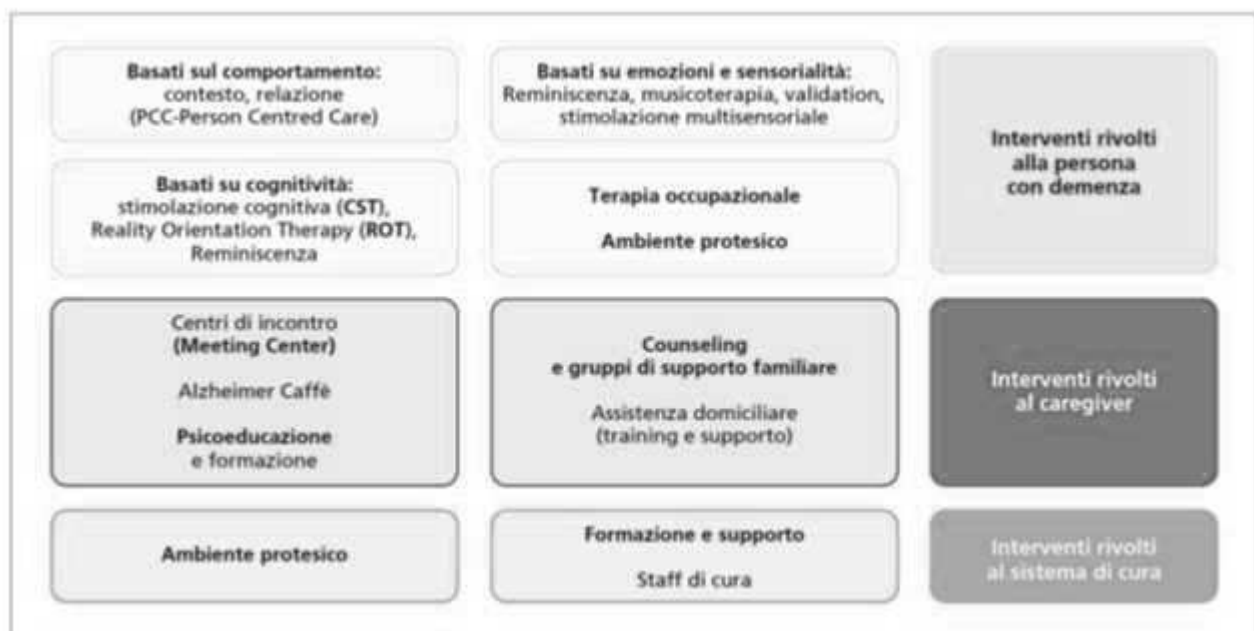 Basati sul comportamento:
contesto, relazione
(PCC-Person Centred Care)
Basati su emozioni e sensorialità:
Reminiscenza, musicoterapia, validation,
stimolazione multisensoriale
Interventi rivolti
alla persona
con demenza
Basati su cognitività:
stimolazione cognitiva (CST),
Reality Orientation Therapy (ROT),
Reminiscenza
Terapia occupazionale
Ambiente protesico
Centri di incontro
(Meeting Center)
Alzheimer Caffè
Psicoeducazione
e formazione
Counseling
e gruppi di supporto familiare
Assistenza domiciliare
(training e supporto)
Interventi rivolti
al caregiver
Ambiente protesico
Formazione e supporto
Staff di cura
Interventi rivolti
al sistema di cura